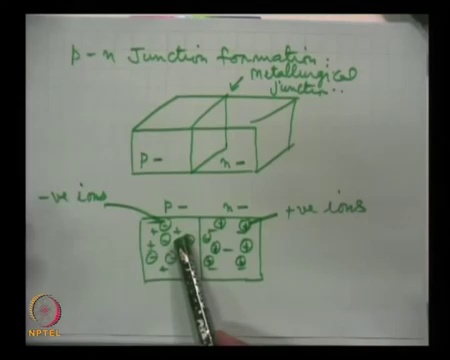 p-n Junction formation:
metallurgical
junction..
p- n-
-ve ions p- n- +ve ions
NPTEL